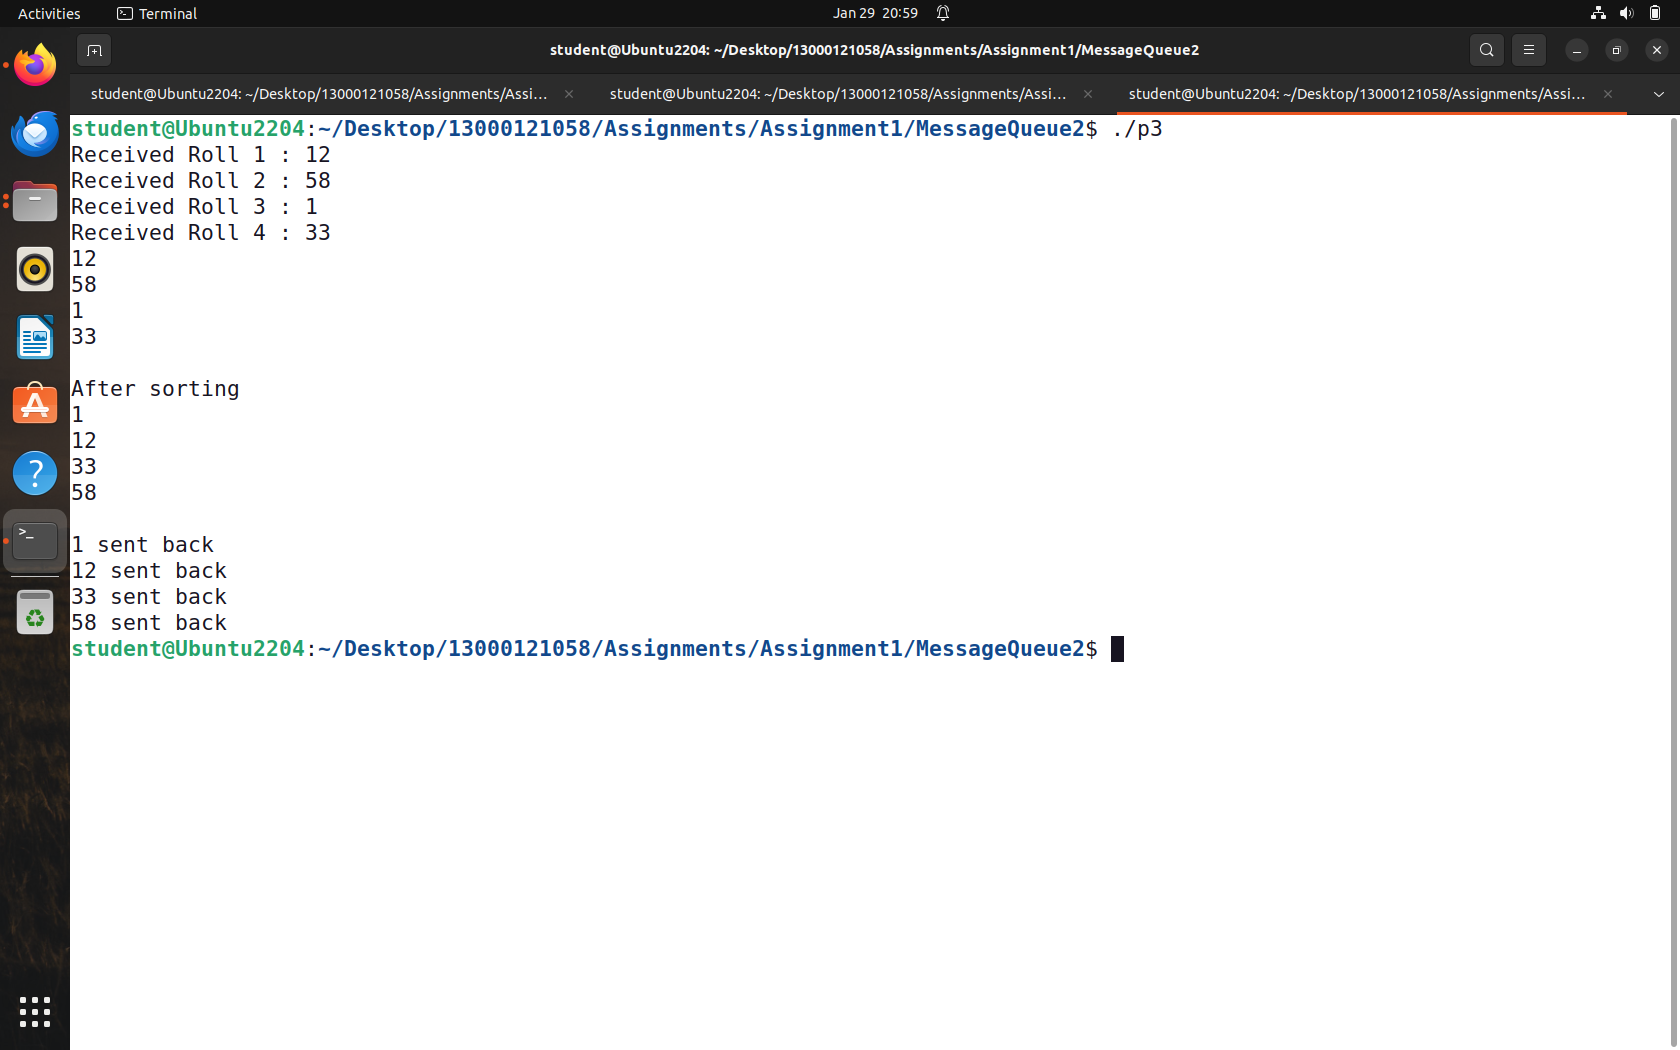 Activities
Terminal
Jan 29 20:59
student@Ubuntu2204: ~/Desktop/13000121058/Assignments/Assignment1/MessageQueue2
student@Ubuntu2204: ~/Desktop/13000121058/Assignments/Assi...
student@Ubuntu2204: ~/Desktop/13000121058/Assignments/Assi...
student@Ubuntu2204: ~/Desktop/13000121058/Assignments/Assi...
student@Ubuntu2204:~/Desktop/13000121058/Assignments/Assignment1/MessageQueue2$ ./p3
Received Roll 1 : 12
Received Roll 2 : 58
Received Roll 3 : 1
Received Roll 4 : 33
12
58
1
33
After sorting
1
12
33
58
1 sent back
12 sent back
33 sent back
58 sent back
student@Ubuntu2204:~/Desktop/13000121058/Assignments/Assignment1/MessageQueue2$